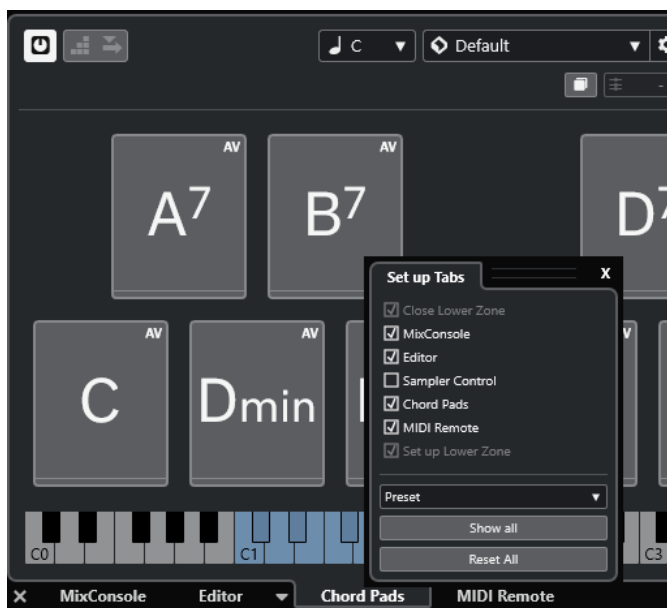 C
Default
-
AV
AV
A7
B7
D7
Set up Tabs
X
Close Lower Zone
MixConsole
Editor
Sampler Control
Chord Pads
MIDI Remote
Set up Lower Zone
Preset
Show all
Reset All
AV
AV
C
Dmin
C0
C1
C3
MixConsole
Editor
Chord Pads
MIDI Remote